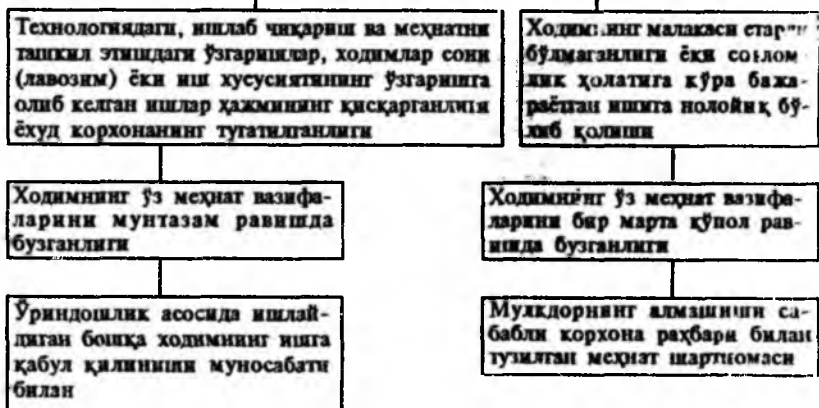 Технологиядаги, ишлаб чиқариш ва меҳнатни
ташкил этишдаги ўзгаришлар, ходимлар сони
(лавозим) ёки иш хусусиятининг ўзгаришга
олиб келган ишлар ҳажмининг қисқарганлиги
ёхуд корхонанинг тугатилганлиги
Ходимнинг малакаси етарли
бўлмаганлиги ёки соғлом
лик ҳолатига кўра бажа-
раётган ишига нолойиқ бў-
либ қолиши
Ходимнинг ўз меҳнат вазифа-
ларини мунтазам равишда
бузганлиги
Ходимнинг ўз меҳнат вазифа-
ларини бир марта қўпол рав-
ишда бузганлиги
Ўриндошлик асосида ишлай-
диган бошқа ходимнинг ишга
қабул қилиниши муносабати
билан
Мулкдорнинг алмашиши са-
бабли корхона раҳбари билан
тузилган меҳнат шартномаси